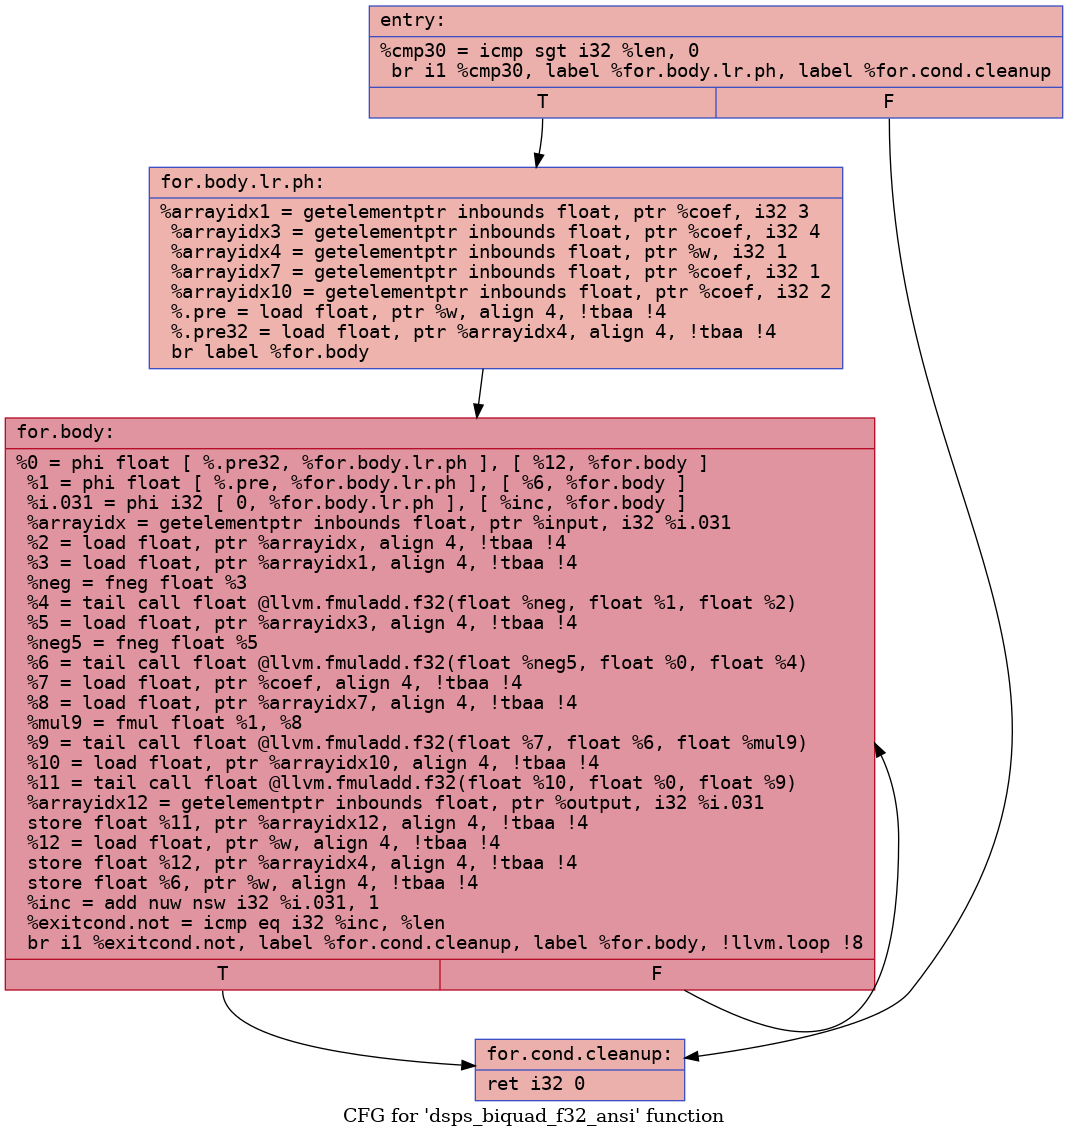 entry:
%cmp30 = icmp sgt i32 %len, 0
br i1 %cmp30, label %for.body.lr.ph, label %for.cond.cleanup
T F
for.body.lr.ph:
%arrayidx1 = getelementptr inbounds float, ptr %coef, i32 3
%arrayidx3 = getelementptr inbounds float, ptr %coef, i32 4
%arrayidx4 = getelementptr inbounds float, ptr %w, i32 1
%arrayidx7 = getelementptr inbounds float, ptr %coef, i32 1
%arrayidx10 = getelementptr inbounds float, ptr %coef, i32 2
%.pre = load float, ptr %w, align 4, !tbaa !4
%.pre32 = load float, ptr %arrayidx4, align 4, !tbaa !4
br label %for.body
for.body:
%0 = phi float [ %.pre32, %for.body.lr.ph ], [ %12, %for.body ]
%1 = phi float [ %.pre, %for.body.lr.ph ], [ %6, %for.body ]
%i.031 = phi i32 [ 0, %for.body.lr.ph ], [ %inc, %for.body ]
%arrayidx = getelementptr inbounds float, ptr %input, i32 %i.031
%2 = load float, ptr %arrayidx, align 4, !tbaa !4
%3 = load float, ptr %arrayidx1, align 4, !tbaa !4
%neg = fneg float %3
%4 = tail call float @llvm.fmuladd.f32(float %neg, float %1, float %2)
%5 = load float, ptr %arrayidx3, align 4, !tbaa !4
%neg5 = fneg float %5
%6 = tail call float @llvm.fmuladd.f32(float %neg5, float %0, float %4)
%7 = load float, ptr %coef, align 4, !tbaa !4
%8 = load float, ptr %arrayidx7, align 4, !tbaa !4
%mul9 = fmul float %1, %8
%9 = tail call float @llvm.fmuladd.f32(float %7, float %6, float %mul9)
%10 = load float, ptr %arrayidx10, align 4, !tbaa !4
%11 = tail call float @llvm.fmuladd.f32(float %10, float %0, float %9)
%arrayidx12 = getelementptr inbounds float, ptr %output, i32 %i.031
store float %11, ptr %arrayidx12, align 4, !tbaa !4
%12 = load float, ptr %w, align 4, !tbaa !4
store float %12, ptr %arrayidx4, align 4, !tbaa !4
store float %6, ptr %w, align 4, !tbaa !4
%inc = add nuw nsw i32 %i.031, 1
%exitcond.not = icmp eq i32 %inc, %len
br i1 %exitcond.not, label %for.cond.cleanup, label %for.body, !llvm.loop !8
T F
for.cond.cleanup:
ret i32 0
CFG for 'dsps_biquad_f32_ansi' function